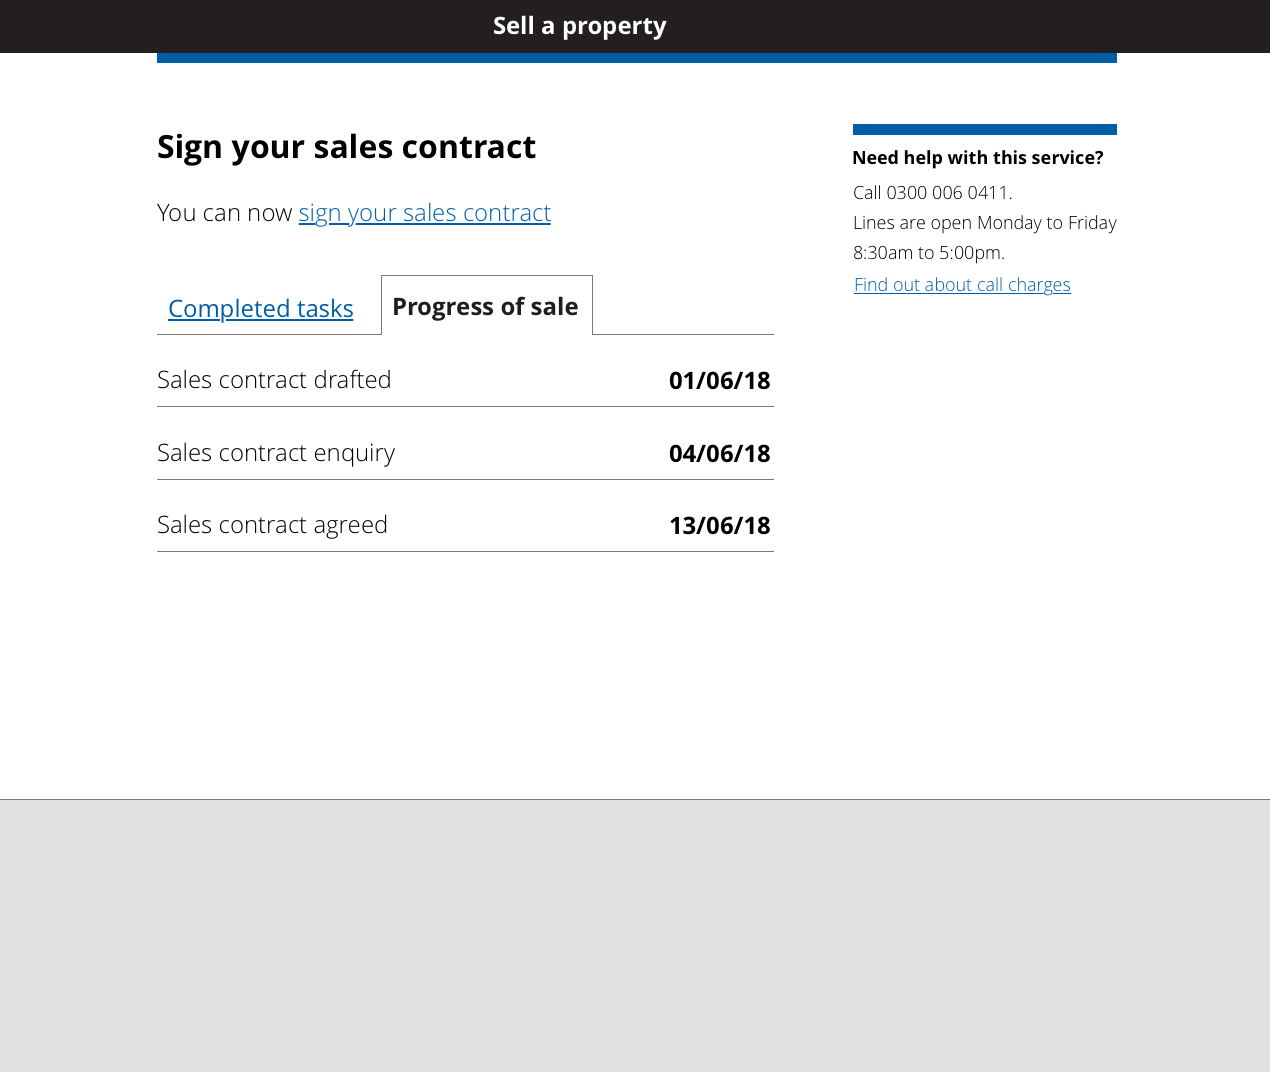 Sell a property
Sign your sales contract
You can now sign your sales contract
Completed tasks
Progress of sale
Sales contract drafted 01/06/18
Sales contract enquiry 04/06/18
Sales contract agreed 13/06/18
Need help with this service?
Call 0300 006 0411.
Lines are open Monday to Friday
8:30am to 5:00pm.
Find out about call charges